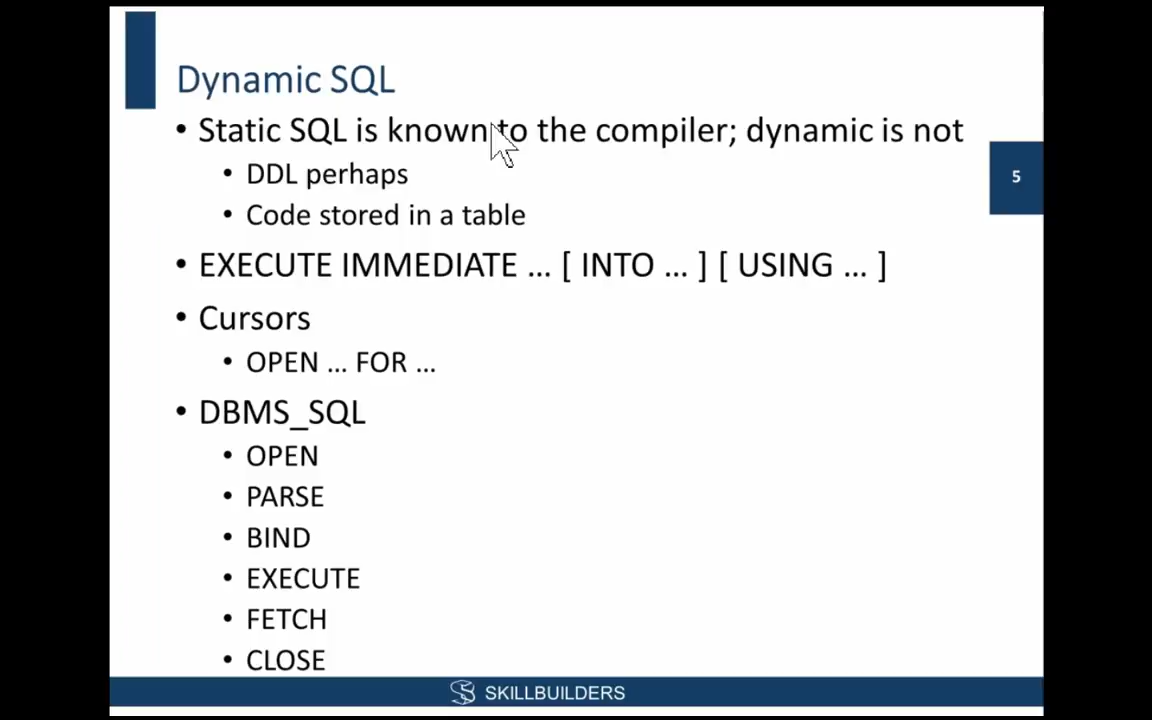 Dynamic SQL
• Static SQL is known to the compiler; dynamic is not
• DDL perhaps
5
• Code stored in a table
• EXECUTE IMMEDIATE ... [ INTO ... ] [ USING ... ]
• Cursors
• OPEN ... FOR ...
• DBMS_SQL
• OPEN
• PARSE
• BIND
• EXECUTE
• FETCH
• CLOSE
SKILLBUILDERS